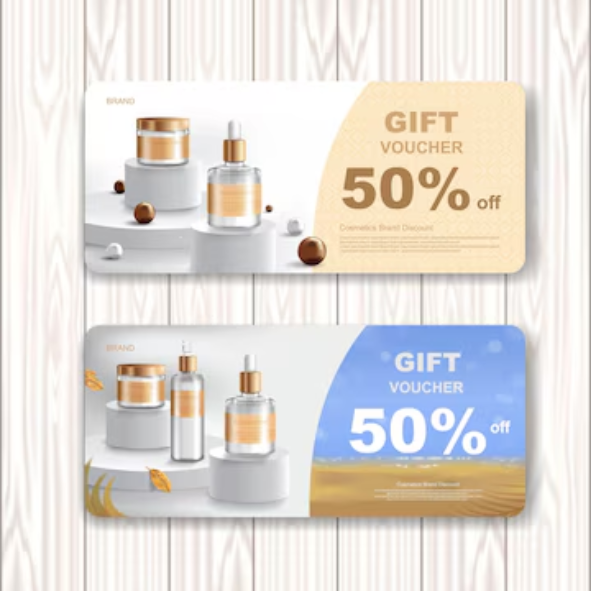 BRAND
GIFT
VOUCHER
50% off
Cosmetics Brand Discount
BRAND
GIFT
VOUCHER
50% off
Cosmetics Brand Discount